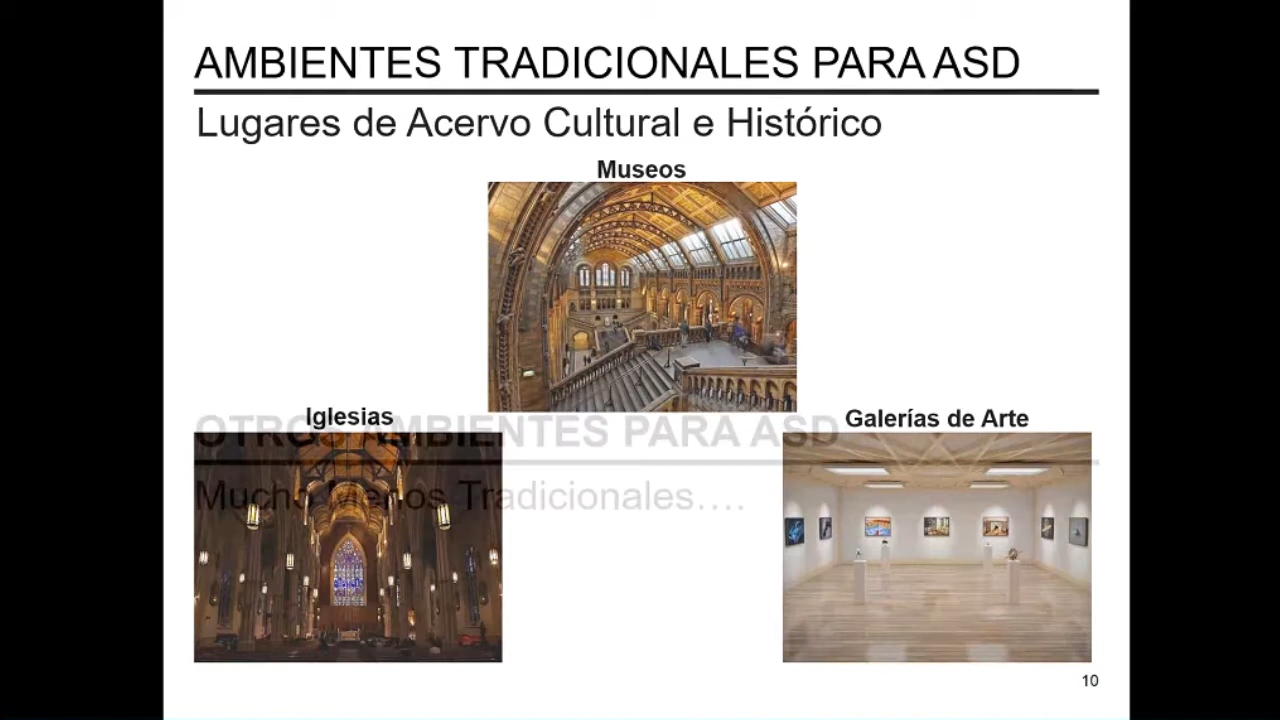 AMBIENTES TRADICIONALES PARA ASD
Lugares de Acervo Cultural e Histórico
Museos
Iglesias
Galerías de Arte
OTROS AMBIENTES PARA ASD
Mucho Menos Tradicionales….
10